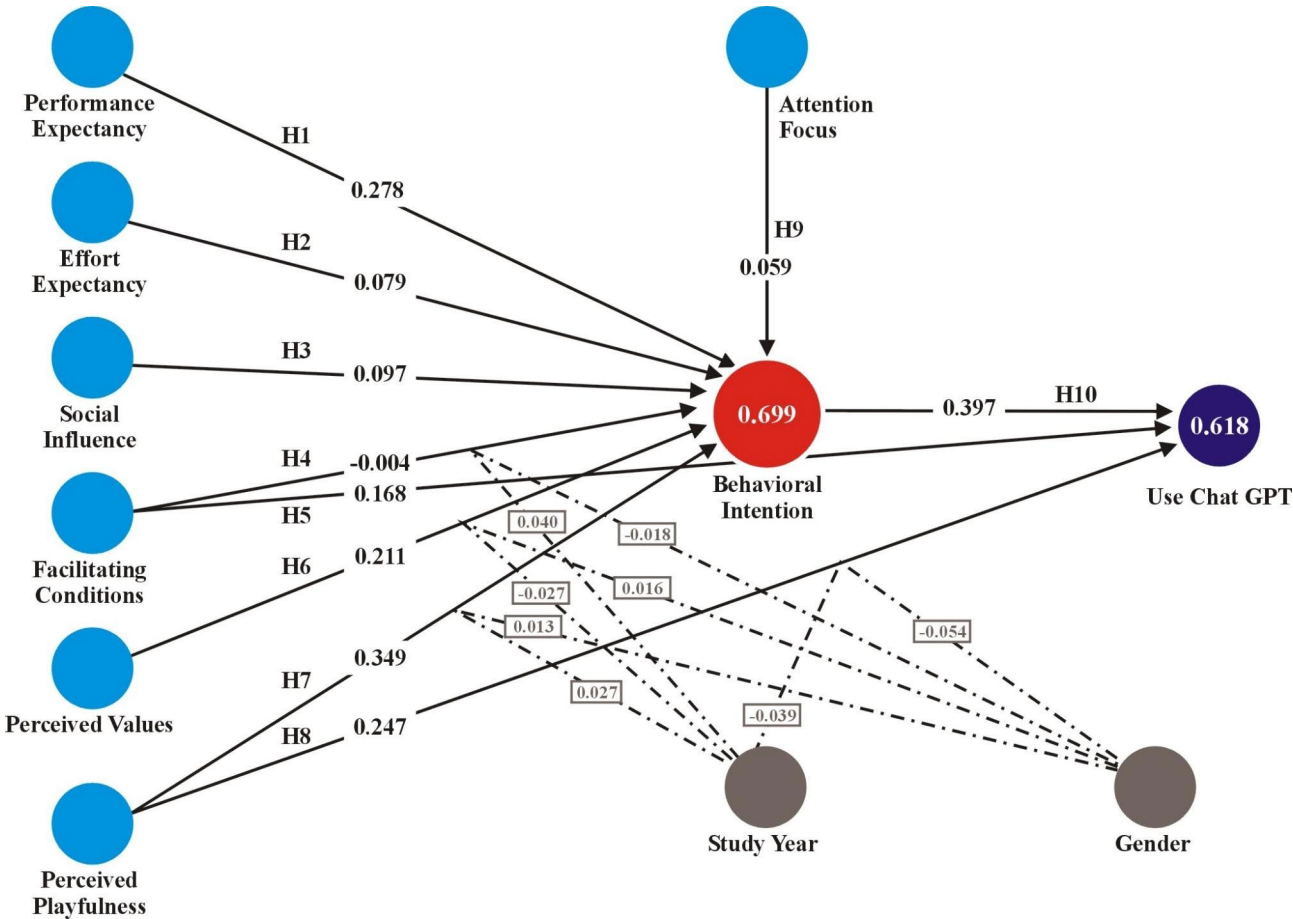 Performance
Expectancy
H1
0.278
Attention
Focus
H9
0.059
Effort
Expectancy
H2
0.079
Social
Influence
H3
0.097
Facilitating
Conditions
H4
-0.004
0.168
H5
Perceived Values
H6
0.211
Perceived
Playfulness
H7
0.349
H8
0.247
0.699
Behavioral
Intention
0.397
H10
0.618
Use Chat GPT
0.040
-0.018
-0.027
0.016
0.013
0.027
-0.039
-0.054
Study Year
Gender